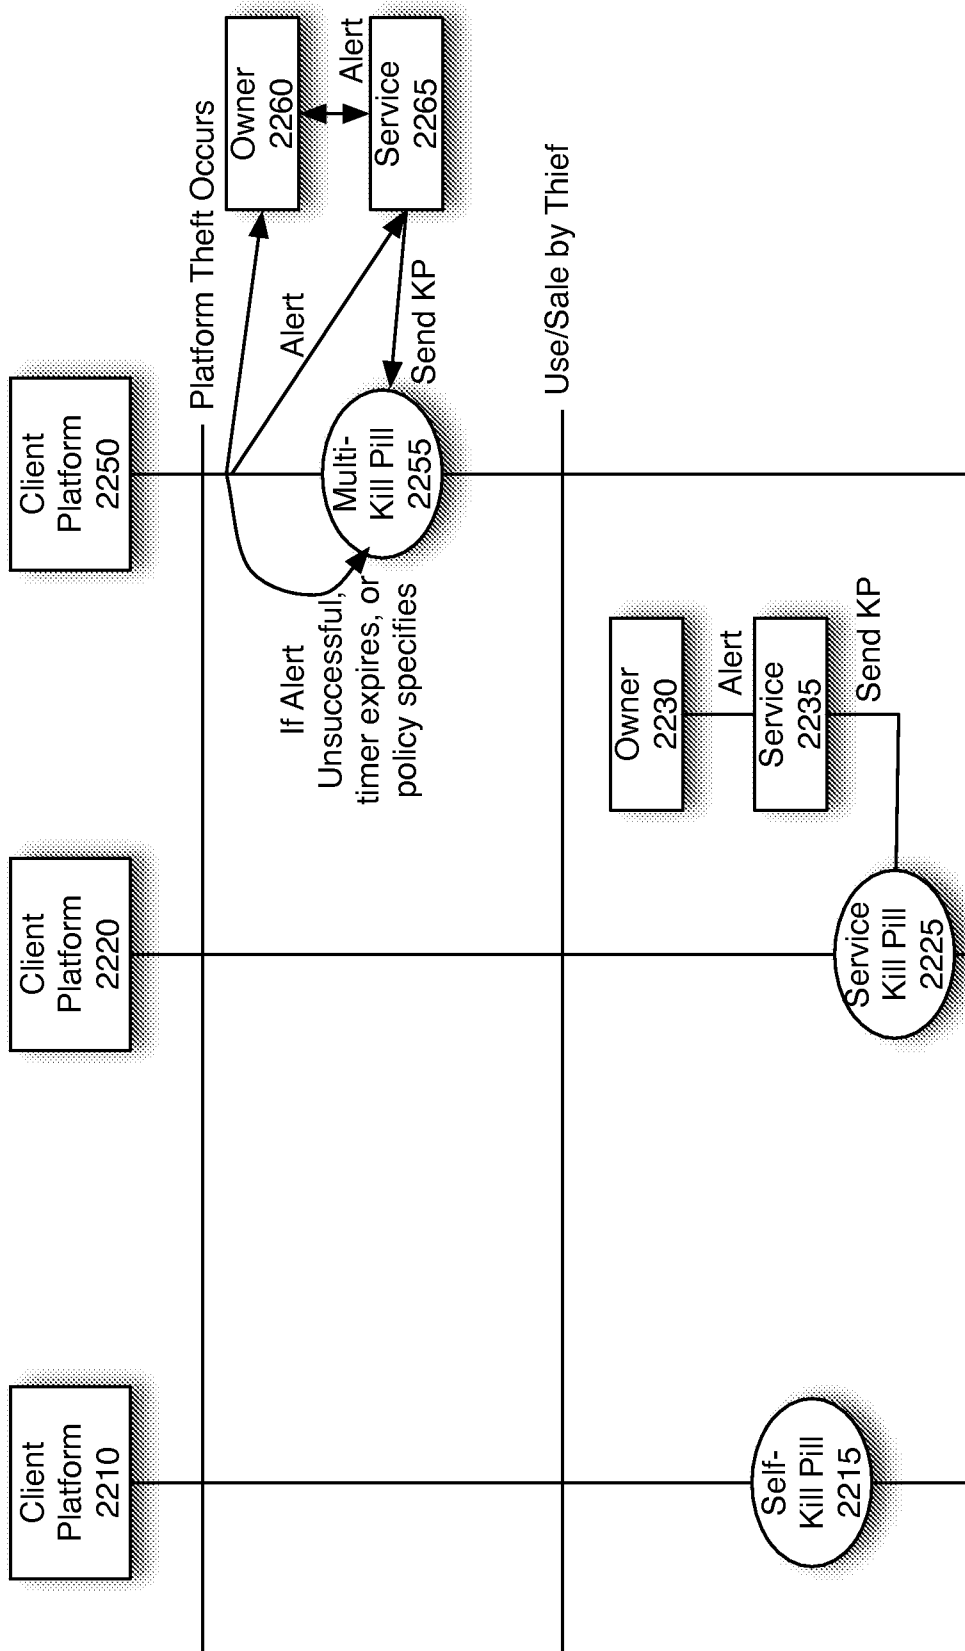 Client
Platform
2210
Client
Platform
2220
Client
Platform
2250
Platform Theft Occurs
Owner
2260
Alert
Service
2265
Alert
Send KP
Multi-
Kill Pill
2255
If Alert
Unsuccessful,
timer expires, or
policy specifies
Use/Sale by Thief
Owner
2230
Alert
Service
2235
Send KP
Self-
Kill Pill
2215
Service
Kill Pill
2225